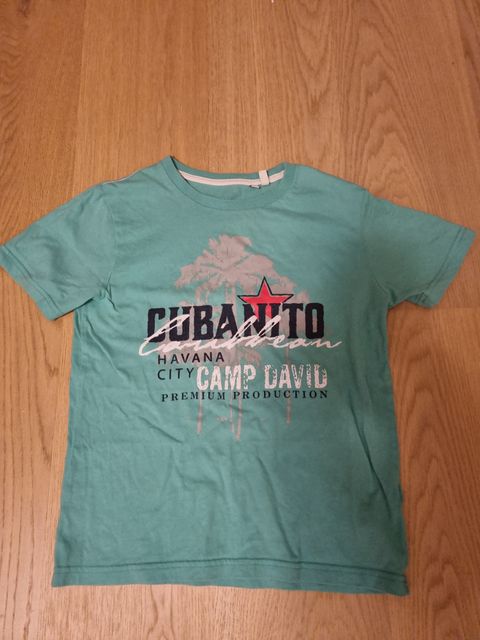 CUBANITO
Caribbean
HAVANA
CITY CAMP DAVID
PREMIUM PRODUCTION